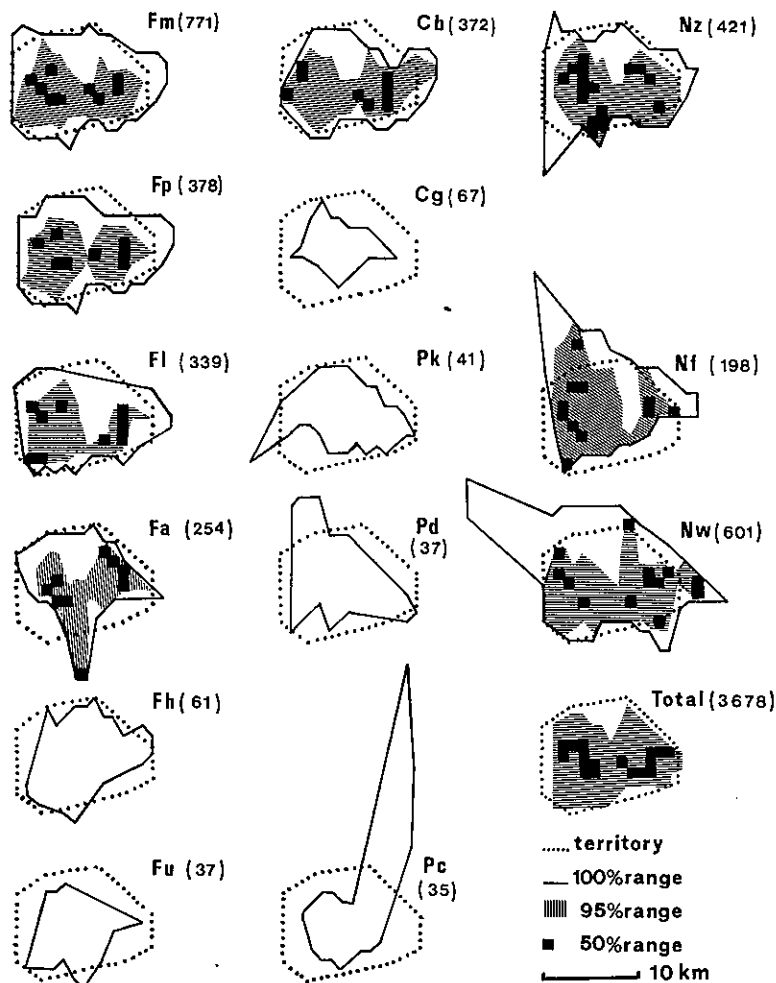 Fm (771)
Cb (372)
Nz (421)
Fp (378)
Cg (67)
Fl (339)
Pk (41)
Nf (198)
Fa (254)
Pd (37)
Nw (601)
Fh (61)
Total (3678)
territory
100%range
95%range
50%range
10 km
Fu (37)
Pc (35)